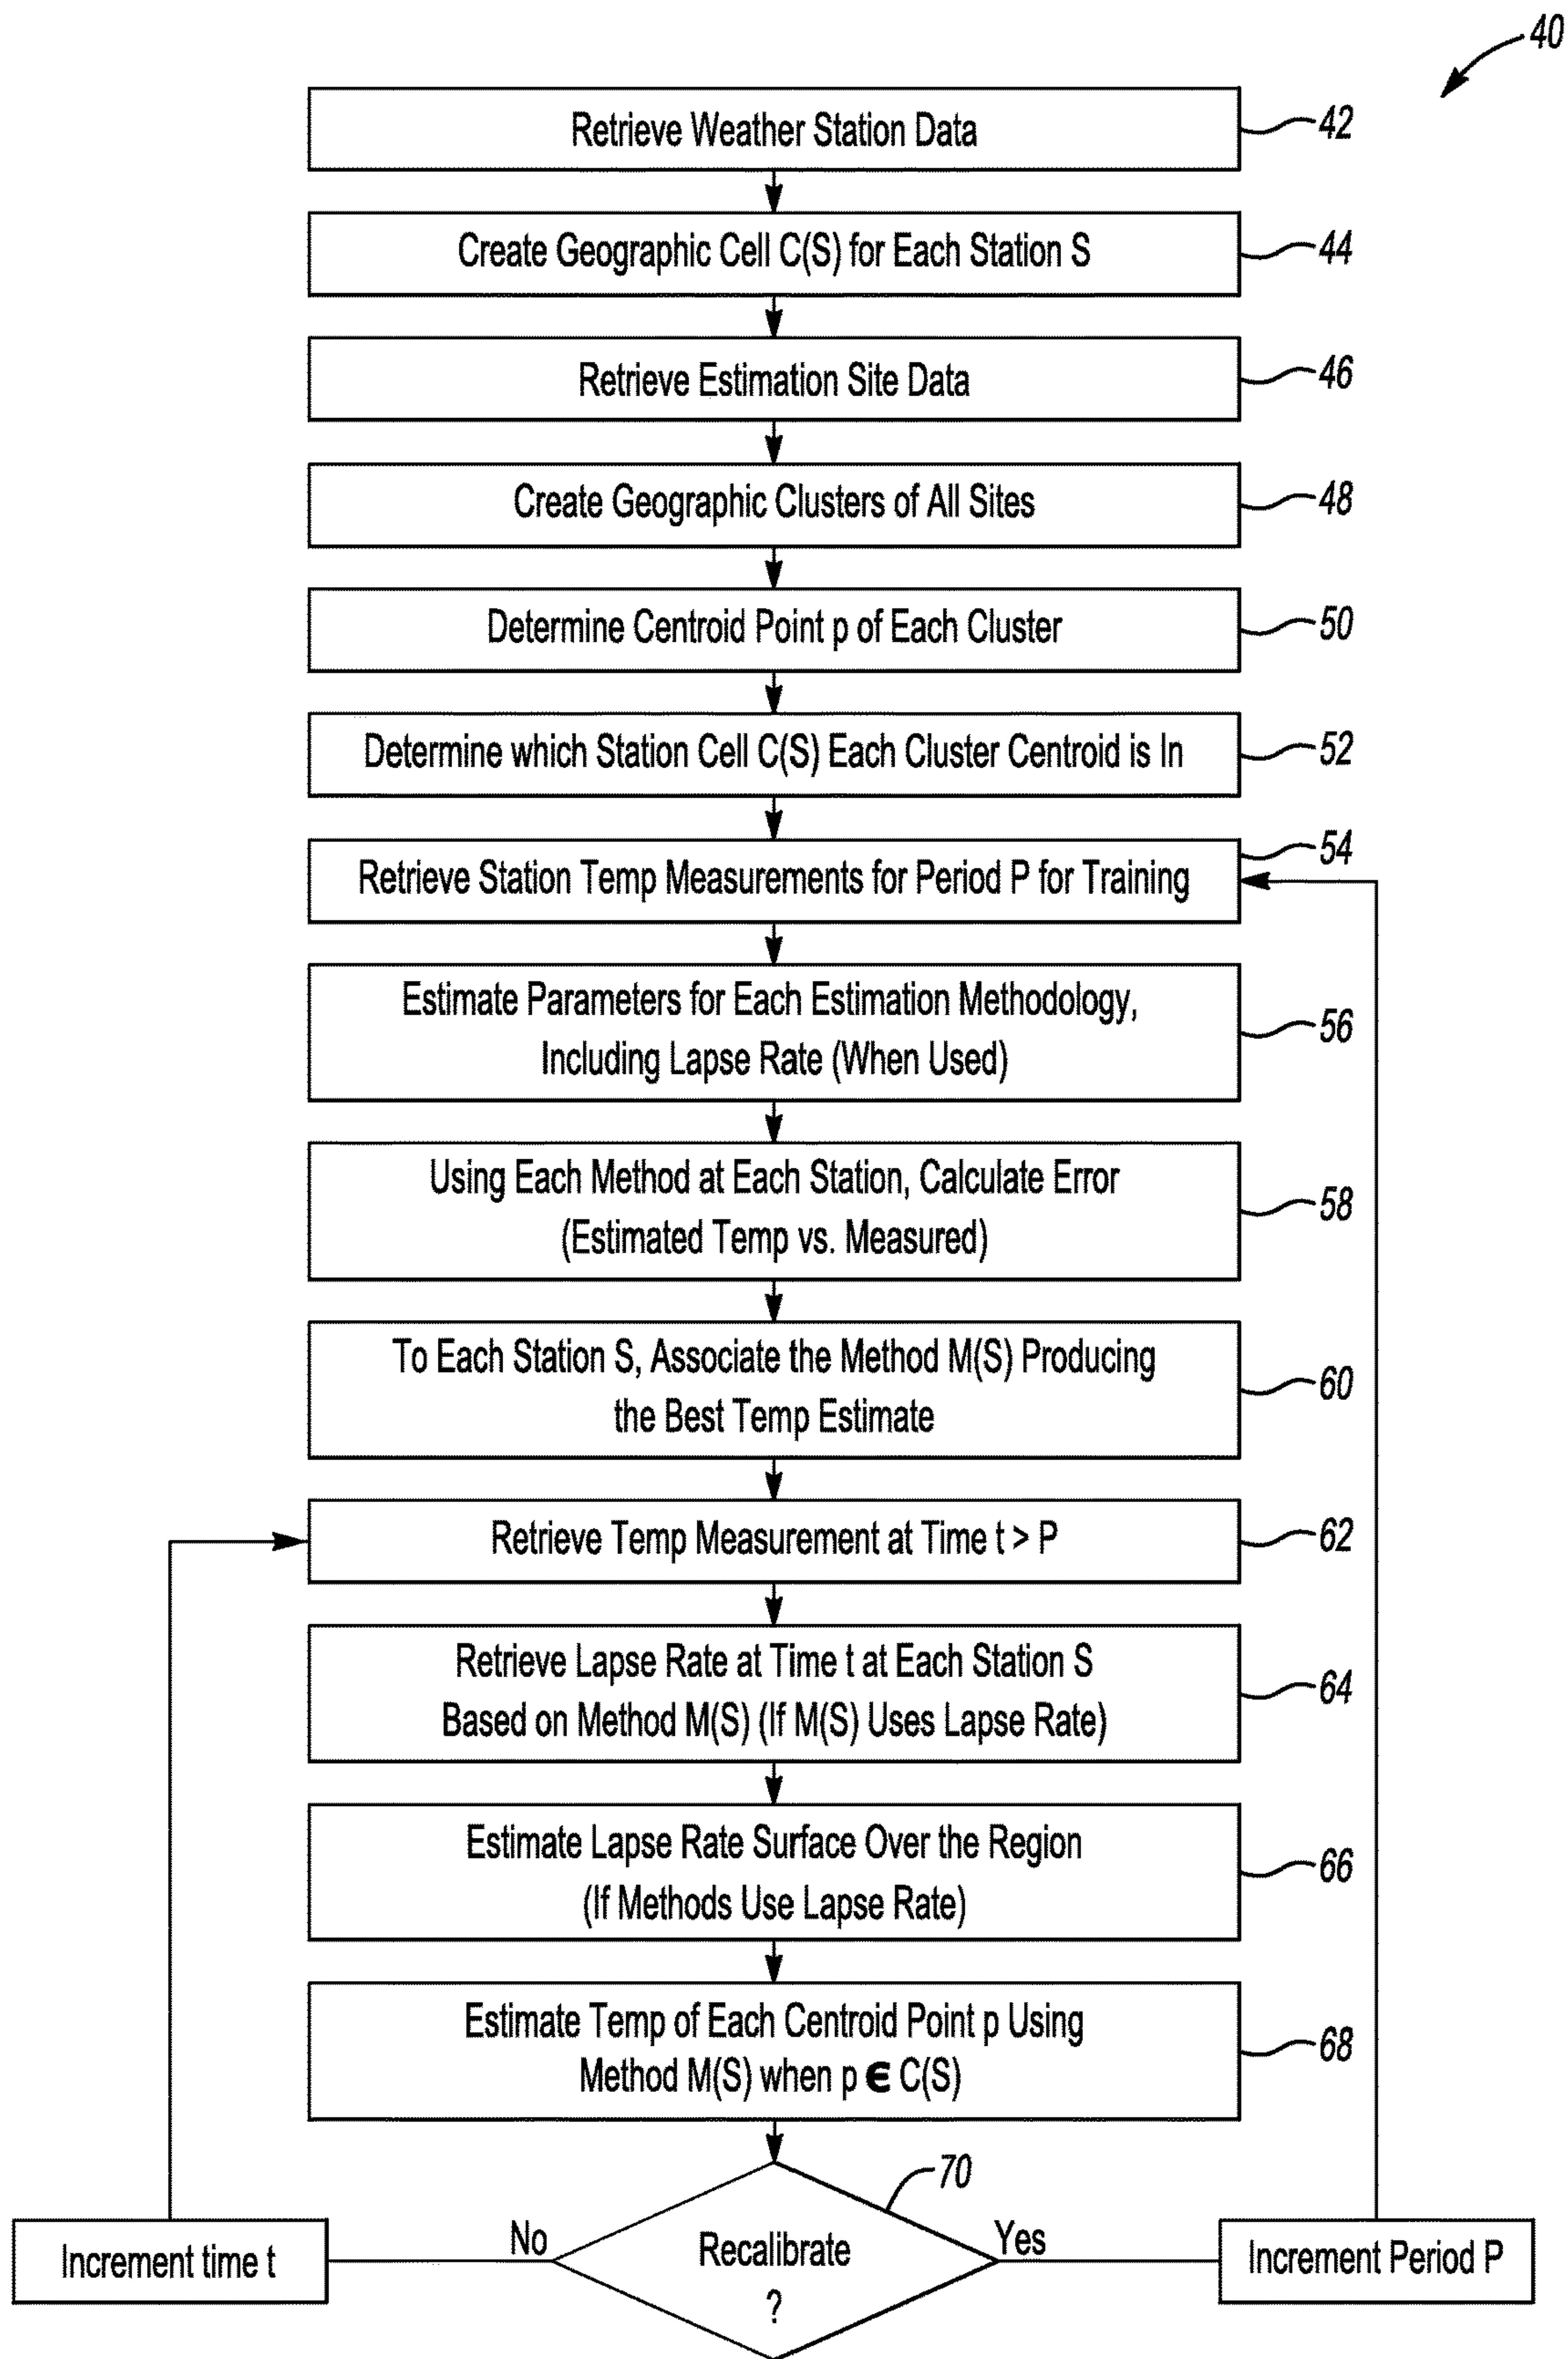 40
Retrieve Weather Station Data
42
Create Geographic Cell C(S) for Each Station S
44
Retrieve Estimation Site Data
46
Create Geographic Clusters of All Sites
48
Determine Centroid Point p of Each Cluster
50
Determine which Station Cell C(S) Each Cluster Centroid is In
52
Retrieve Station Temp Measurements for Period P for Training
54
Estimate Parameters for Each Estimation Methodology,
Including Lapse Rate (When Used)
56
Using Each Method at Each Station, Calculate Error
(Estimated Temp vs. Measured)
58
To Each Station S, Associate the Method M(S) Producing
the Best Temp Estimate
60
Retrieve Temp Measurement at Time t > P
62
Retrieve Lapse Rate at Time t at Each Station S
Based on Method M(S) (If M(S) Uses Lapse Rate)
64
Estimate Lapse Rate Surface Over the Region
(If Methods Use Lapse Rate)
66
Estimate Temp of Each Centroid Point p Using
Method M(S) when p ∈ C(S)
68
70
Recalibrate
?
No
Yes
Increment time t
Increment Period P